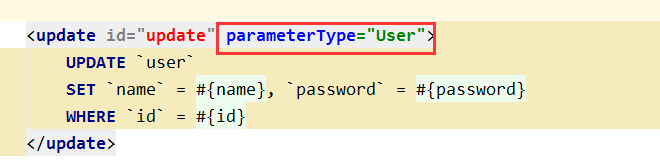 <update id="update" parameterType="User">
UPDATE `user`
SET `name` = #{name}, `password` = #{password}
WHERE `id` = #{id}
</update>